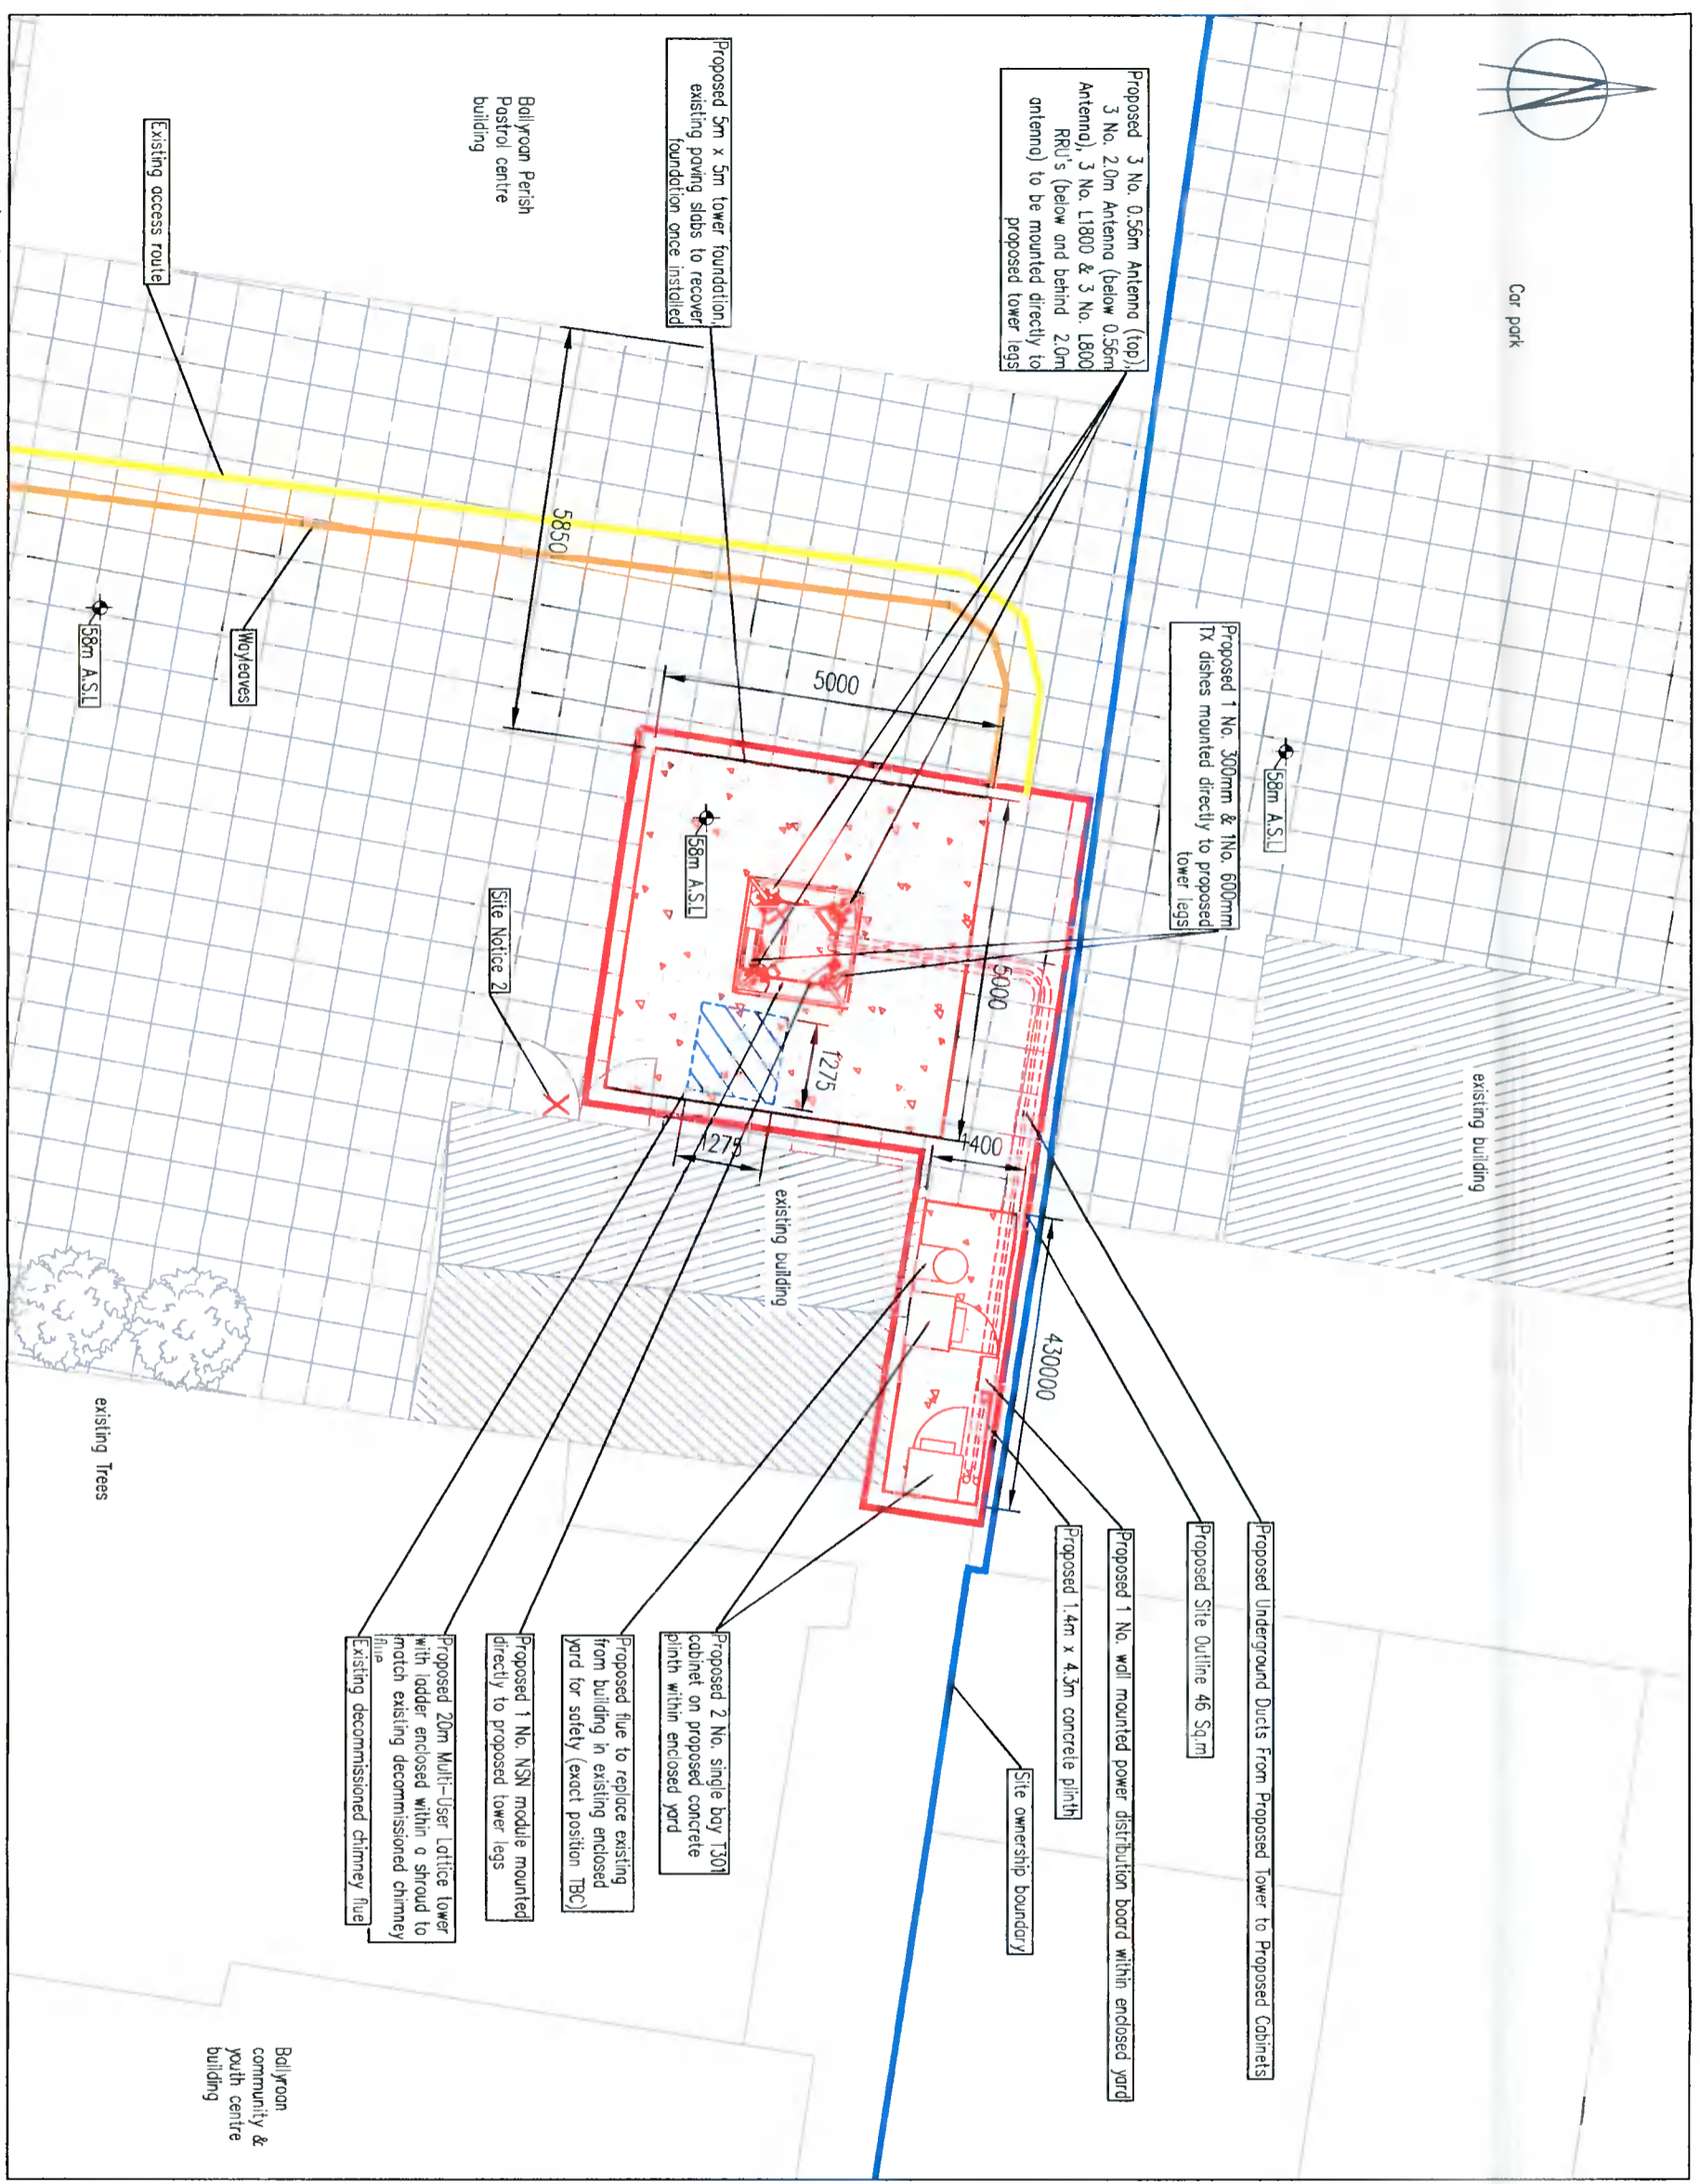 Car park
Proposed 3 No. 0.56m Antenna (top),
3 No. 2.0m Antenna (below 0.56m
Antenna), 3 No. L1800 & 3 No. L800
RRU's (below and behind 2.0m
antenna) to be mounted directly to
proposed tower legs
Proposed 5m x 5m tower foundation,
existing paving slabs to recover
foundation once installed
Ballyroan Perish
Pastrol centre
building
Existing access route
Wayleaves
58m A.S.L
5850
5000
Proposed 1 No. 300mm & 1No. 600mm
TX dishes mounted directly to proposed
tower legs
58m A.S.L
58m A.S.L
Site Notice 2
5000
1275
1275
1400
430000
existing building
existing building
existing Trees
Proposed Underground Ducts From Proposed Tower to Proposed Cabinets
Proposed Site Outline 46 Sq.m
Proposed 1 No. wall mounted power distribution board within enclosed yard
Proposed 1.4m x 4.3m concrete plinth
Site ownership boundary
Proposed 2 No. single bay T301
cabinet on proposed concrete
plinth within enclosed yard
Proposed flue to replace existing
from building in existing enclosed
yard for safety (exact position TBC)
Proposed 1 No. NSN module mounted
directly to proposed tower legs
Proposed 20m Multi-User Lattice tower
with ladder enclosed within a shroud to
match existing decommissioned chimney
flue
Existing decommissioned chimney flue
Ballyroan
community &
youth centre
building